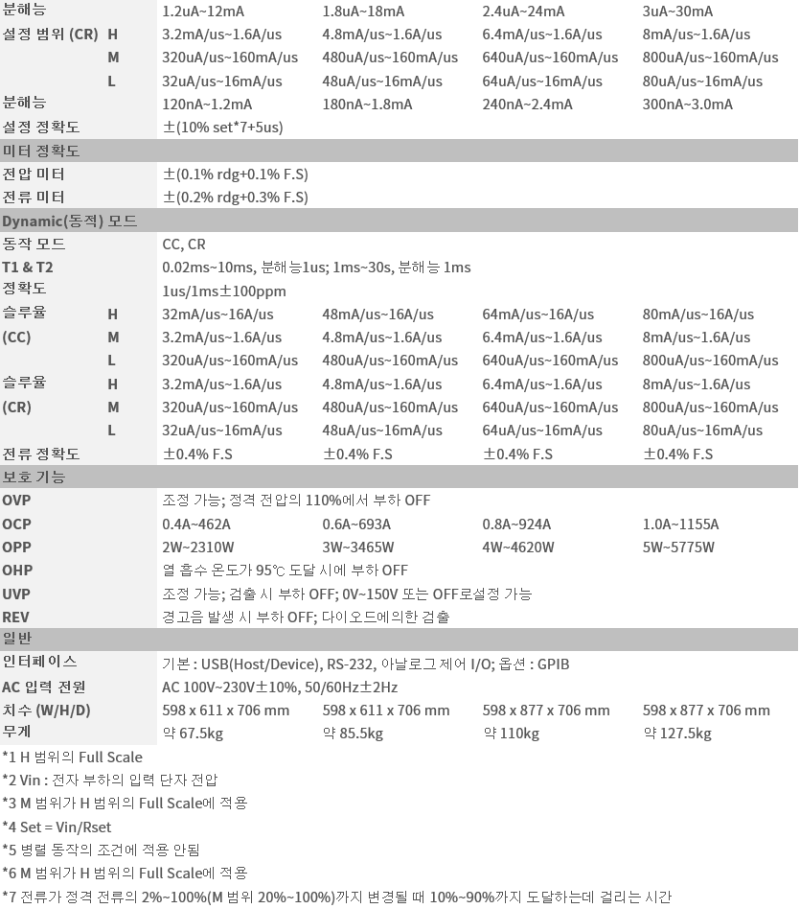 분해능 1.2uA~12mA 1.8uA~18mA 2.4uA~24mA 3uA~30mA
설정 범위 (CR) H 3.2mA/us~1.6A/us 4.8mA/us~1.6A/us 6.4mA/us~1.6A/us 8mA/us~1.6A/us
M 320uA/us~160mA/us 480uA/us~160mA/us 640uA/us~160mA/us 800uA/us~160mA/us
L 32uA/us~16mA/us 48uA/us~16mA/us 64uA/us~16mA/us 80uA/us~16mA/us
분해능 120nA~1.2mA 180nA~1.8mA 240nA~2.4mA 300nA~3.0mA
설정 정확도 ±(10% set*7+5us)
미터 정확도
전압 미터 ±(0.1% rdg+0.1% F.S)
전류 미터 ±(0.2% rdg+0.3% F.S)
Dynamic(동적) 모드
동작 모드 CC, CR
T1 & T2 0.02ms~10ms, 분해능1us; 1ms~30s, 분해능 1ms
정확도 1us/1ms±100ppm
슬루율 H 32mA/us~16A/us 48mA/us~16A/us 64mA/us~16A/us 80mA/us~16A/us
(CC) M 3.2mA/us~1.6A/us 4.8mA/us~1.6A/us 6.4mA/us~1.6A/us 8mA/us~1.6A/us
L 320uA/us~160mA/us 480uA/us~160mA/us 640uA/us~160mA/us 800uA/us~160mA/us
슬루율 H 3.2mA/us~1.6A/us 4.8mA/us~1.6A/us 6.4mA/us~1.6A/us 8mA/us~1.6A/us
(CR) M 320uA/us~160mA/us 480uA/us~160mA/us 640uA/us~160mA/us 800uA/us~160mA/us
L 32uA/us~16mA/us 48uA/us~16mA/us 64uA/us~16mA/us 80uA/us~16mA/us
전류 정확도 ±0.4% F.S ±0.4% F.S ±0.4% F.S ±0.4% F.S
보호 기능
OVP 조정 가능; 정격 전압의 110%에서 부하 OFF
OCP 0.4A~462A 0.6A~693A 0.8A~924A 1.0A~1155A
OPP 2W~2310W 3W~3465W 4W~4620W 5W~5775W
OHP 열 흡수 온도가 95℃ 도달 시에 부하 OFF
UVP 조정 가능; 검출 시 부하 OFF; 0V~150V 또는 OFF로설정 가능
REV 경고음 발생 시 부하 OFF; 다이오드에의한 검출
일반
인터페이스 기본 : USB(Host/Device), RS-232, 아날로그 제어 I/O; 옵션 : GPIB
AC 입력 전원 AC 100V~230V±10%, 50/60Hz±2Hz
치수 (W/H/D) 598 x 611 x 706 mm 598 x 611 x 706 mm 598 x 877 x 706 mm 598 x 877 x 706 mm
무게 약 67.5kg 약 85.5kg 약 110kg 약 127.5kg
*1 H 범위의 Full Scale
*2 Vin : 전자 부하의 입력 단자 전압
*3 M 범위가 H 범위의 Full Scale에 적용
*4 Set = Vin/Rset
*5 병렬 동작의 조건에 적용 안됨
*6 M 범위가 H 범위의 Full Scale에 적용
*7 전류가 정격 전류의 2%~100%(M 범위 20%~100%)까지 변경될 때 10%~90%까지 도달하는데 걸리는 시간